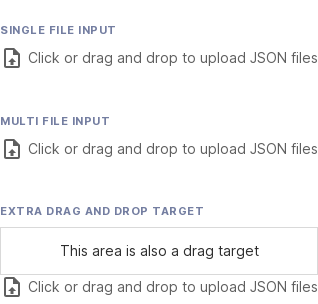 SINGLE FILE INPUT
Click or drag and drop to upload JSON files
MULTI FILE INPUT
Click or drag and drop to upload JSON files
EXTRA DRAG AND DROP TARGET
This area is also a drag target
Click or drag and drop to upload JSON files